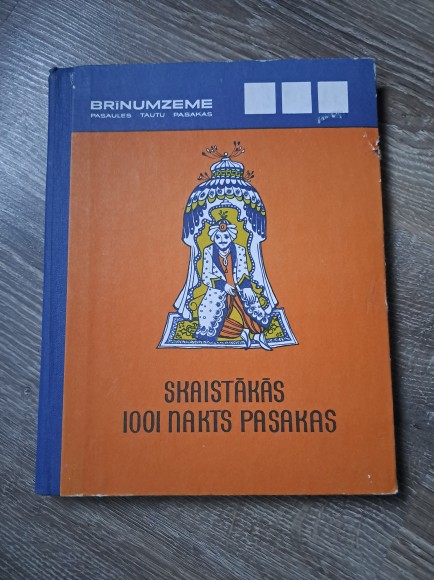 BRĪNUMZEME
PASAULES TAUTU PASAKAS
SKAISTĀKĀS
1001 NAKTS PASAKAS